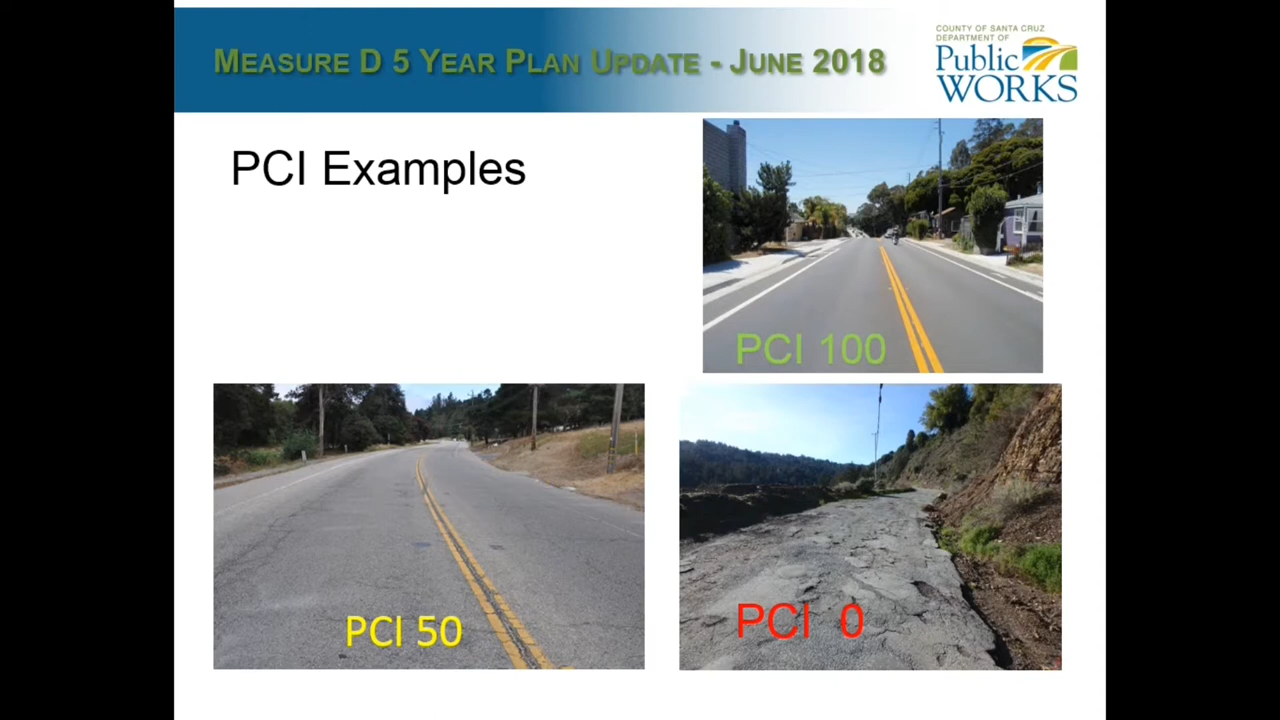 MEASURE D 5 YEAR PLAN UPDATE - JUNE 2018
COUNTY OF SANTA CRUZ
DEPARTMENT OF
Public
WORKS
PCI Examples
PCI 100
PCI 50
PCI 0